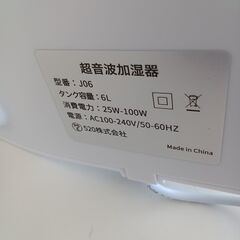 超音波加湿器
型番：J06
タンク容量：6L
消費電力：25W-100W
電源：AC100-240V/50-60HZ
520株式会社
Made in China